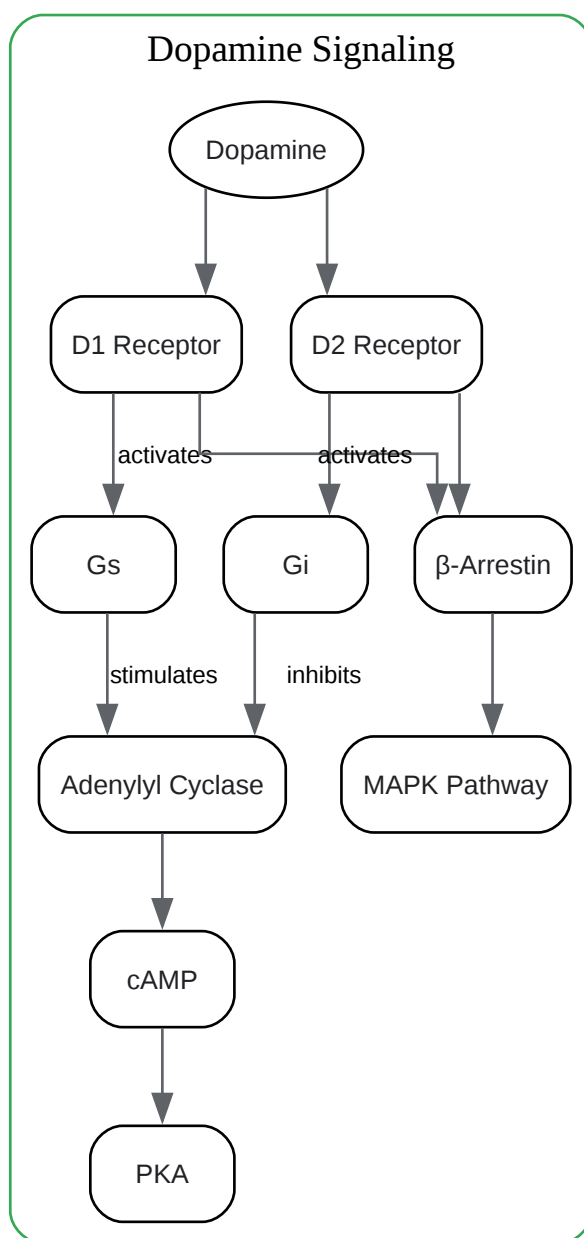 Dopamine Signaling
Dopamine
D1 Receptor
D2 Receptor
activates
activates
Gs
Gi
β-Arrestin
stimulates
inhibits
Adenylyl Cyclase
MAPK Pathway
cAMP
PKA